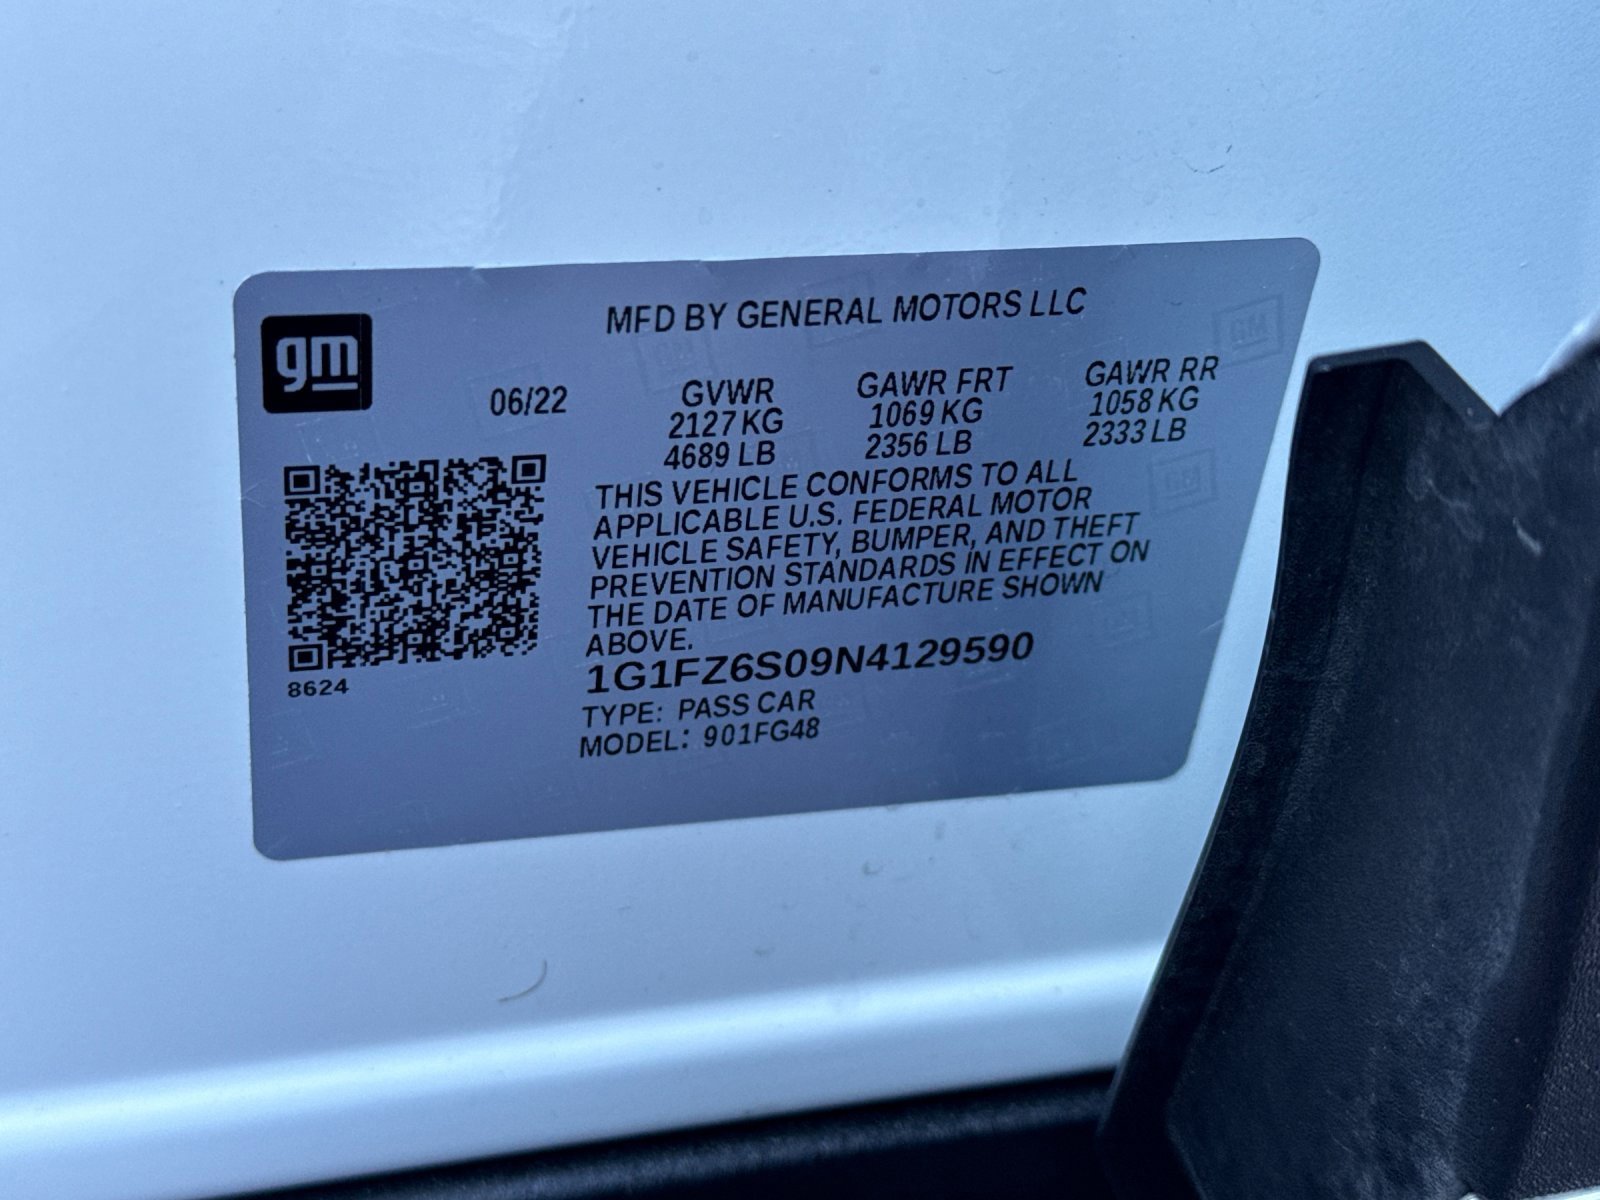 MFD BY GENERAL MOTORS LLC
gm
06/22
GVWR
2127 KG
4689 LB
GAWR FRT
1069 KG
2356 LB
GAWR RR
1058 KG
2333 LB
THIS VEHICLE CONFORMS TO ALL
APPLICABLE U.S. FEDERAL MOTOR
VEHICLE SAFETY, BUMPER, AND THEFT
PREVENTION STANDARDS IN EFFECT ON
THE DATE OF MANUFACTURE SHOWN
ABOVE.
1G1FZ6S09N4129590
TYPE: PASS CAR
MODEL: 901FG48
8624
GM